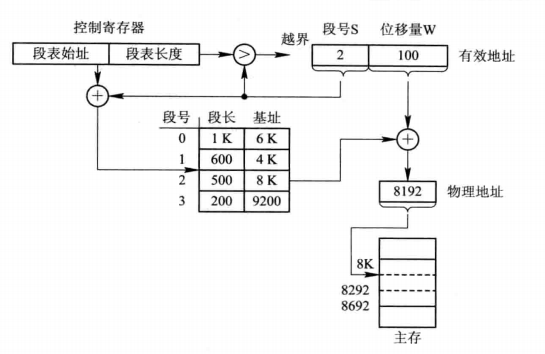 控制寄存器
段表始址 段表长度
>
越界
段号S 位移量W
2 100
有效地址
+
段号 段长 基址
0 1 K 6 K
1 600 4 K
2 500 8 K
3 200 9200
+
8192
物理地址
8K
8292
8692
主存